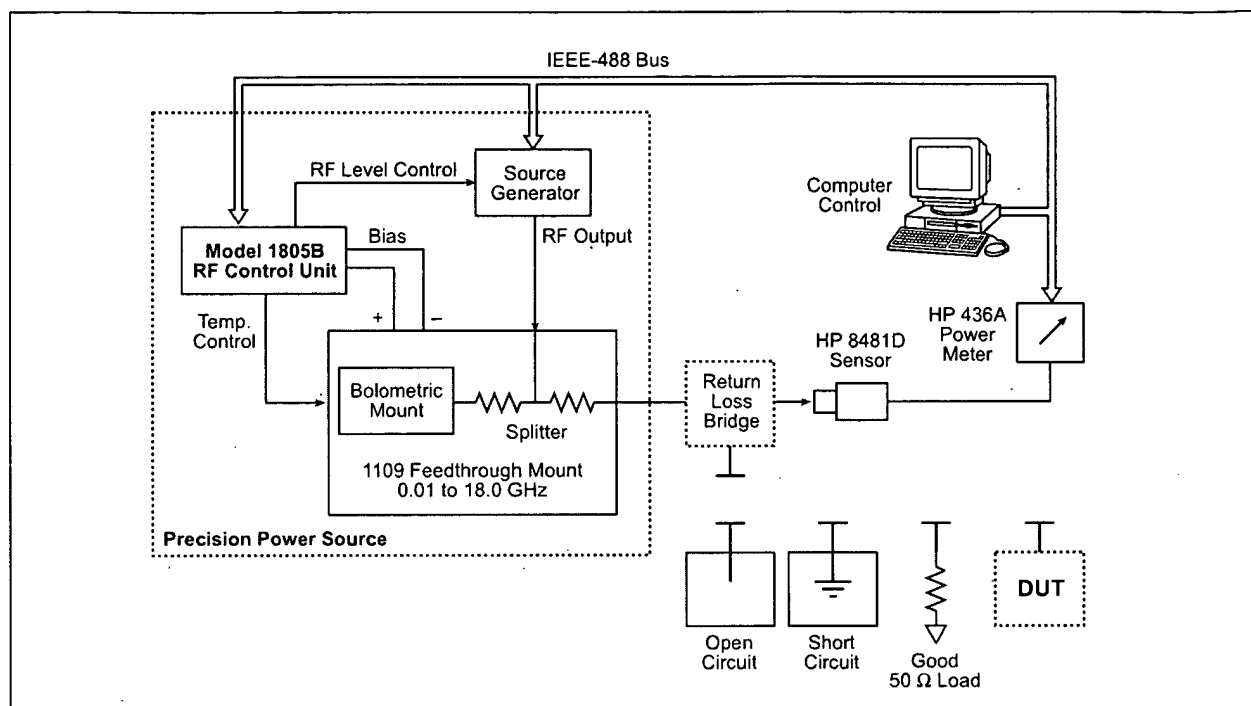 IEEE-488 Bus
RF Level Control
Source
Generator
Computer
Control
RF Output
Model 1805B
RF Control Unit
Bias
Temp.
Control
+
–
HP 436A
Power
Meter
HP 8481D
Sensor
Bolometric
Mount
Splitter
Return
Loss
Bridge
1109 Feedthrough Mount
0.01 to 18.0 GHz
Precision Power Source
DUT
Open
Circuit
Short
Circuit
Good
50 Ω Load